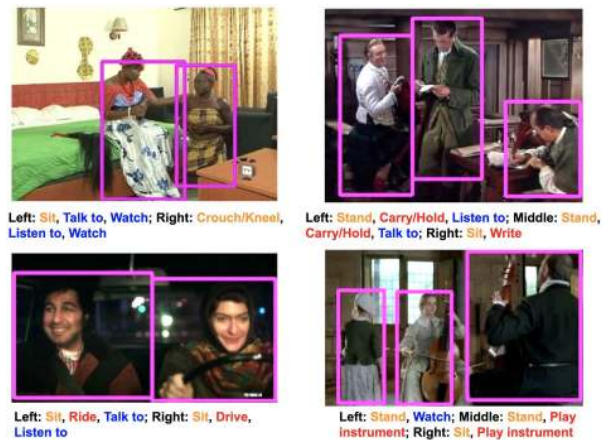 Left: Sit, Talk to, Watch; Right: Crouch/Kneel,
Listen to, Watch
Left: Stand, Carry/Hold, Listen to; Middle: Stand,
Carry/Hold, Talk to; Right: Sit, Write
Left: Sit, Ride, Talk to; Right: Sit, Drive,
Listen to
Left: Stand, Watch; Middle: Stand, Play
instrument; Right: Sit, Play instrument